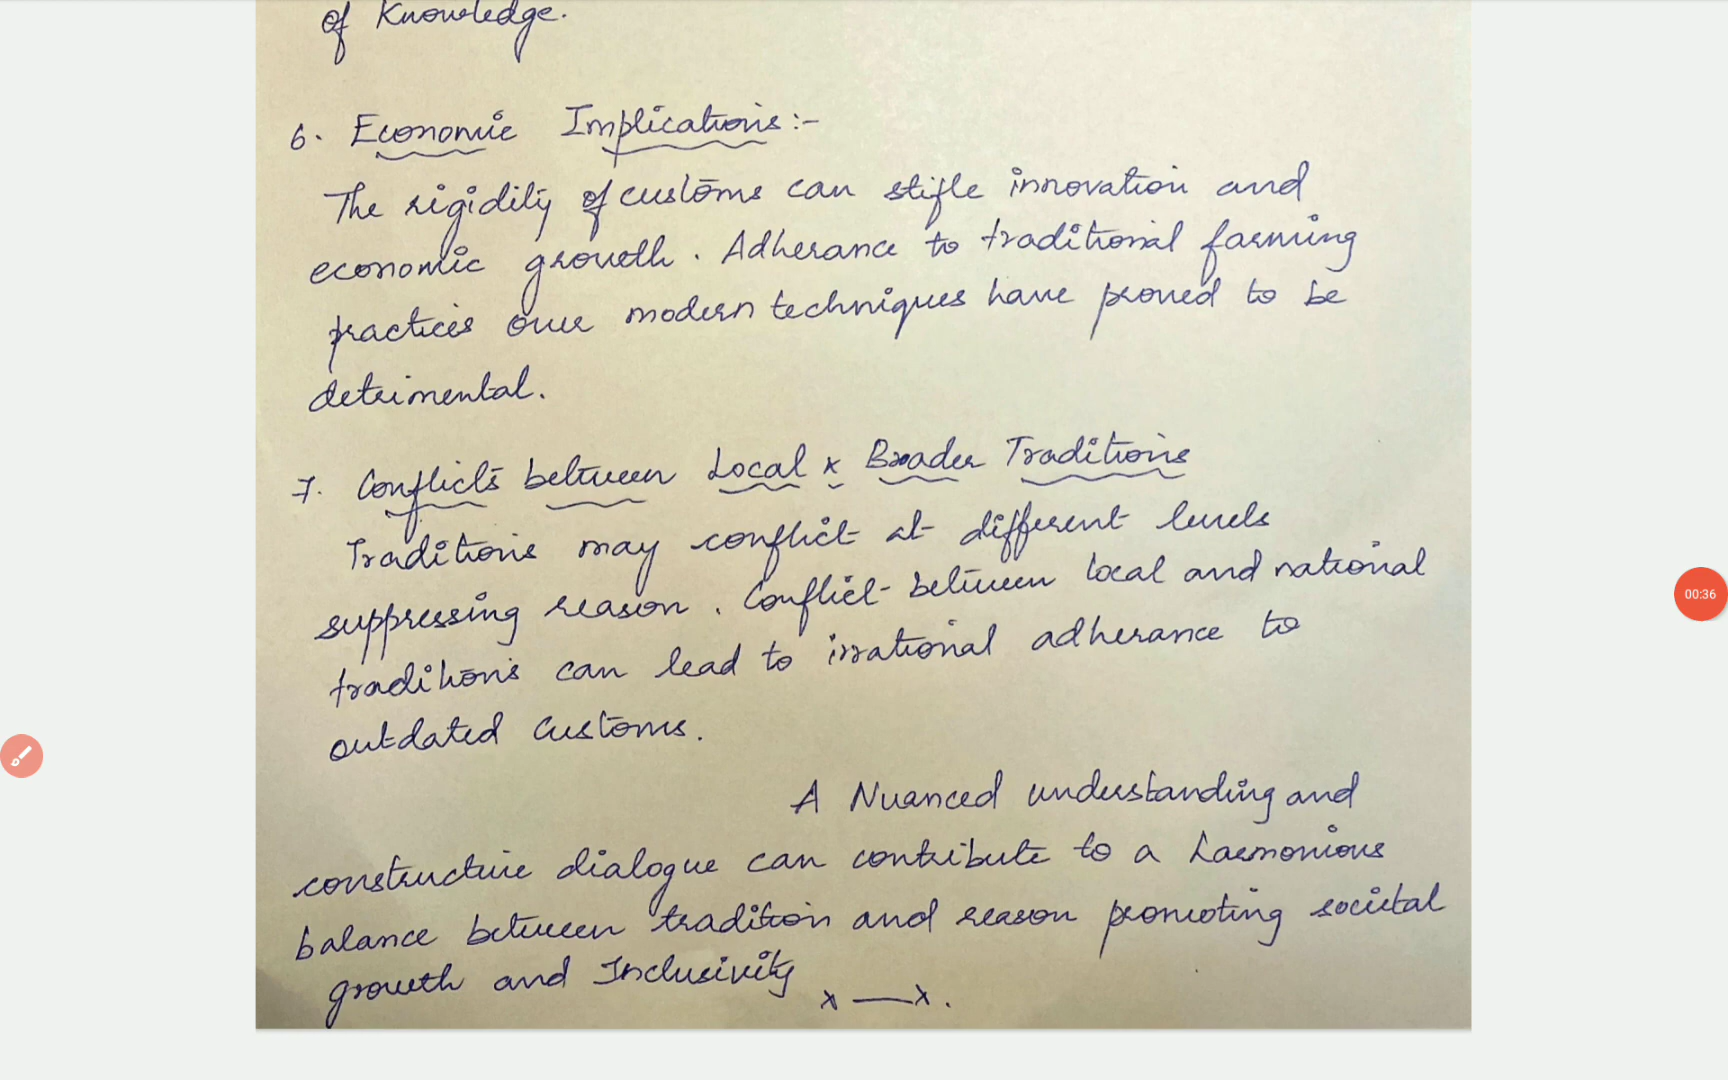 of Knowledge.
6. Economic Implications:-
The rigidity of customs can stifle innovation and
economic growth. Adherance to traditional farming
practices over modern techniques have proved to be
detrimental.
7. Conflicts between Local & Broader Traditions
Traditions may conflict at different levels
suppressing reason. Conflict between local and national
traditions can lead to irrational adherance to
outdated customs.
A Nuanced understanding and
constructive dialogue can contribute to a harmonious
balance between tradition and reason promoting societal
growth and Inclusivity
x—x.
00:36